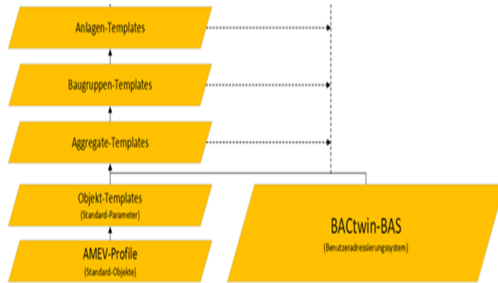 Anlagen-Templates
Baugruppen-Templates
Aggregate-Templates
Objekt-Templates
(Standard-Parameter)
AMEV-Profile
(Standard-Objekte)
BACtwin-BAS
(Benutzeradressierungssystem)